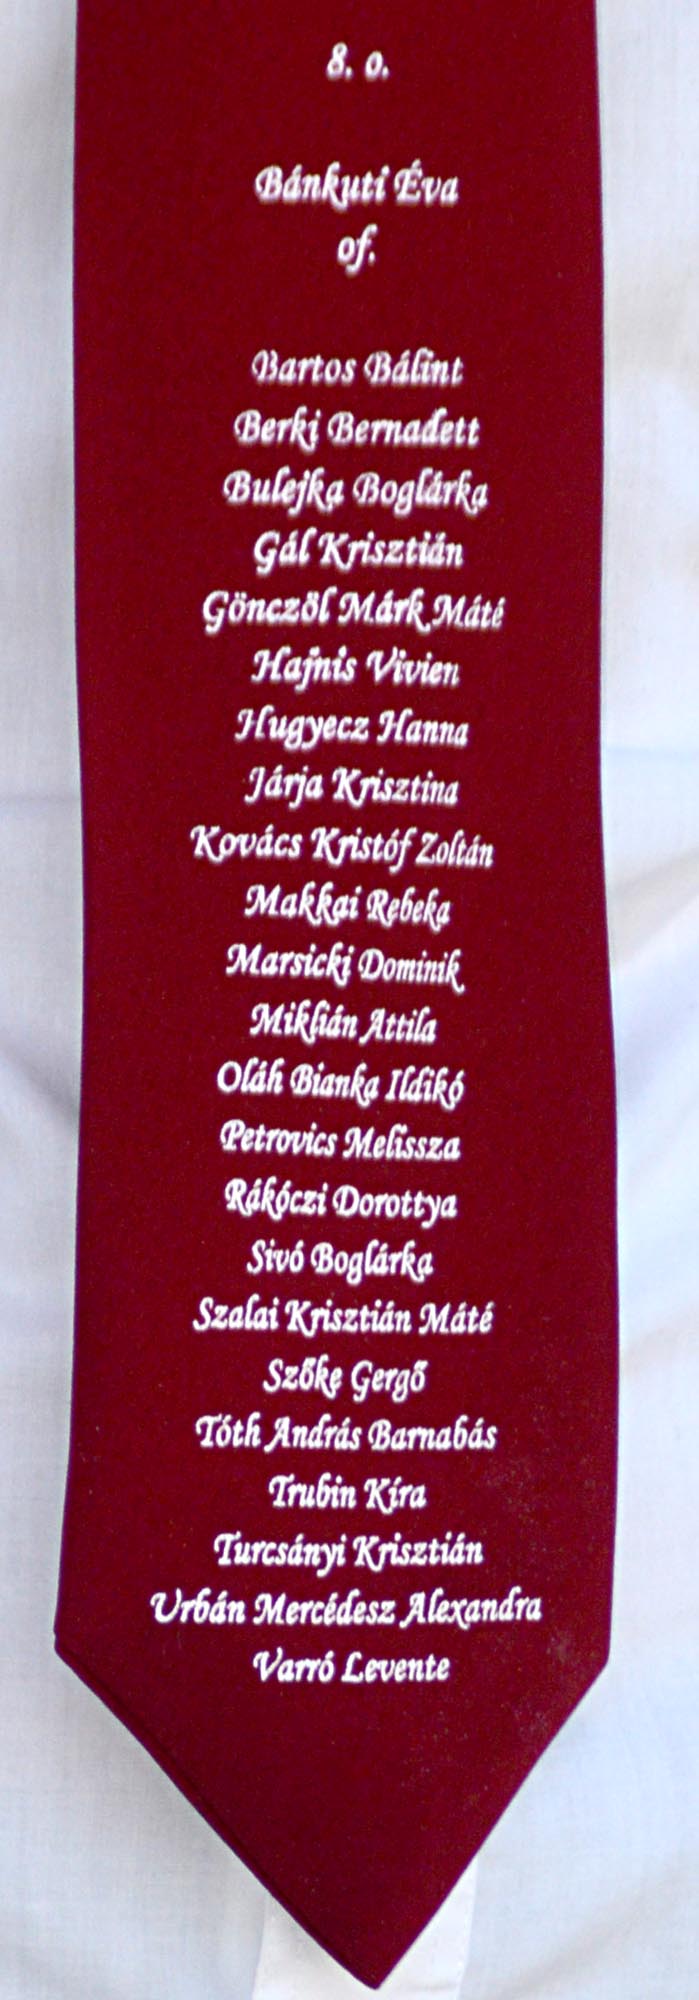 8. o.
Bánkuti Éva
of.
Bartos Bálint
Berki Bernadett
Bulejka Boglárka
Gál Krisztián
Gönczöl Márk Máté
Hajnis Vivien
Hugyecz Hanna
Járja Krisztina
Kovács Kristóf Zoltán
Makkai Rebeka
Marsicki Dominik
Miklián Attila
Oláh Bianka Ildikó
Petrovics Melissza
Rákóczi Dorottya
Sivó Boglárka
Szalai Krisztián Máté
Szőke Gergő
Tóth András Barnabás
Trubin Kíra
Turcsányi Krisztián
Urbán Mercédesz Alexandra
Varró Levente